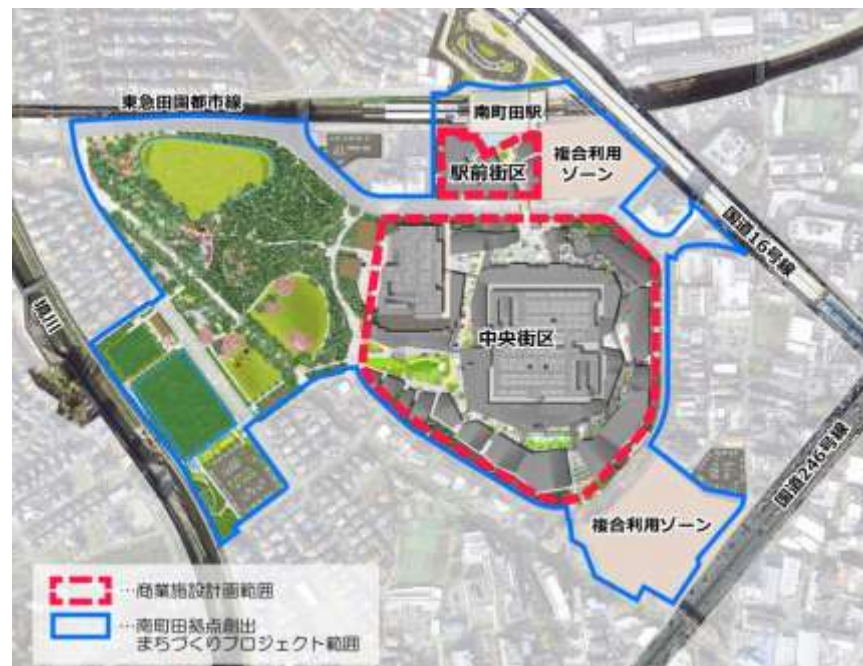 東急田園都市線
南町田駅
駅前街区
複合利用
ゾーン
国道16号線
境川
中央街区
国道246号線
複合利用ゾーン
…商業施設計画範囲
…南町田拠点創出
まちづくりプロジェクト範囲